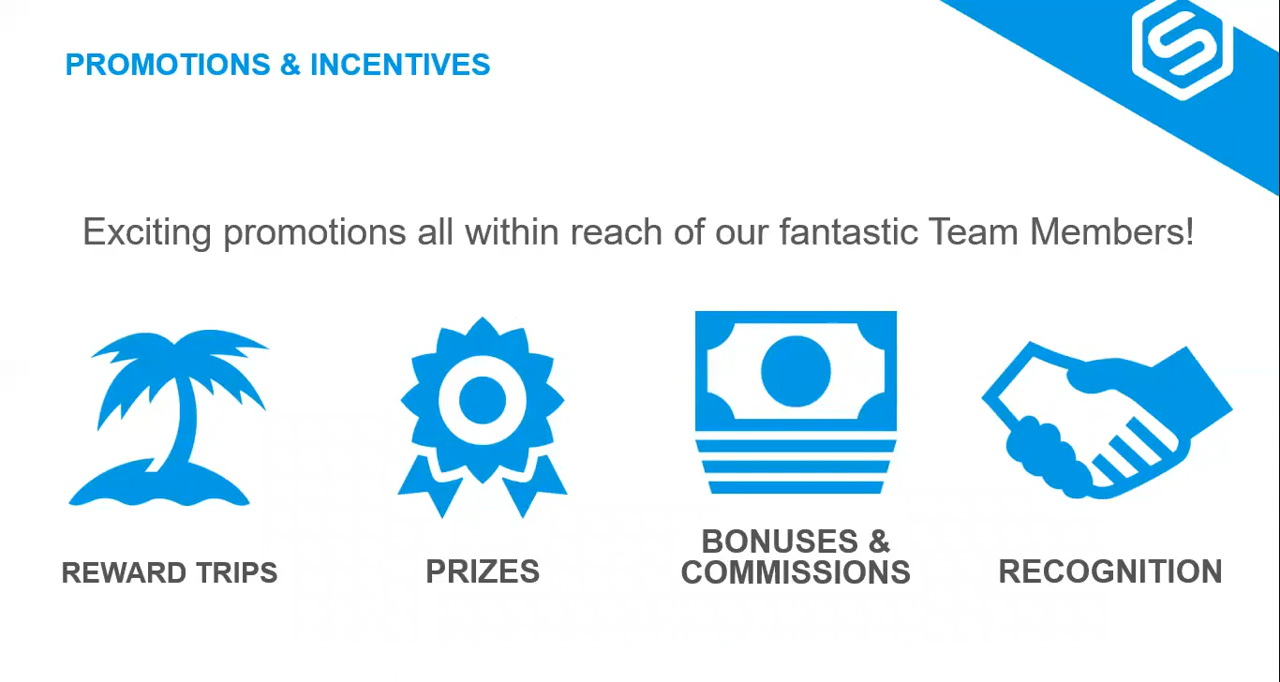 PROMOTIONS & INCENTIVES
Exciting promotions all within reach of our fantastic Team Members!
REWARD TRIPS
PRIZES
BONUSES &
COMMISSIONS
RECOGNITION